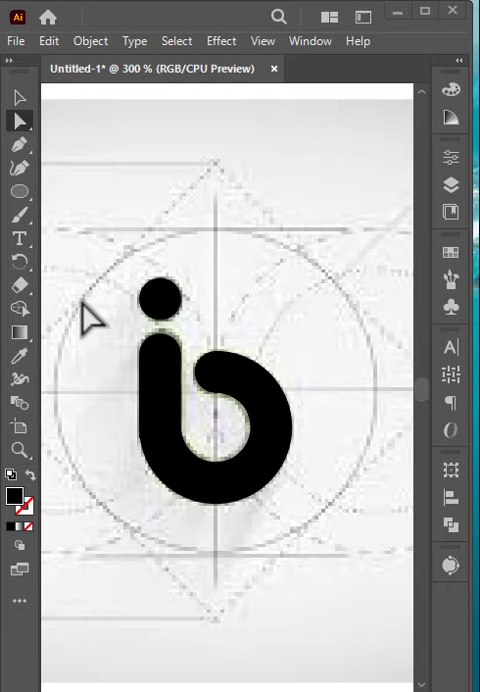 Ai
File Edit Object Type Select Effect View Window Help
Untitled-1* @ 300 % (RGB/CPU Preview) ×